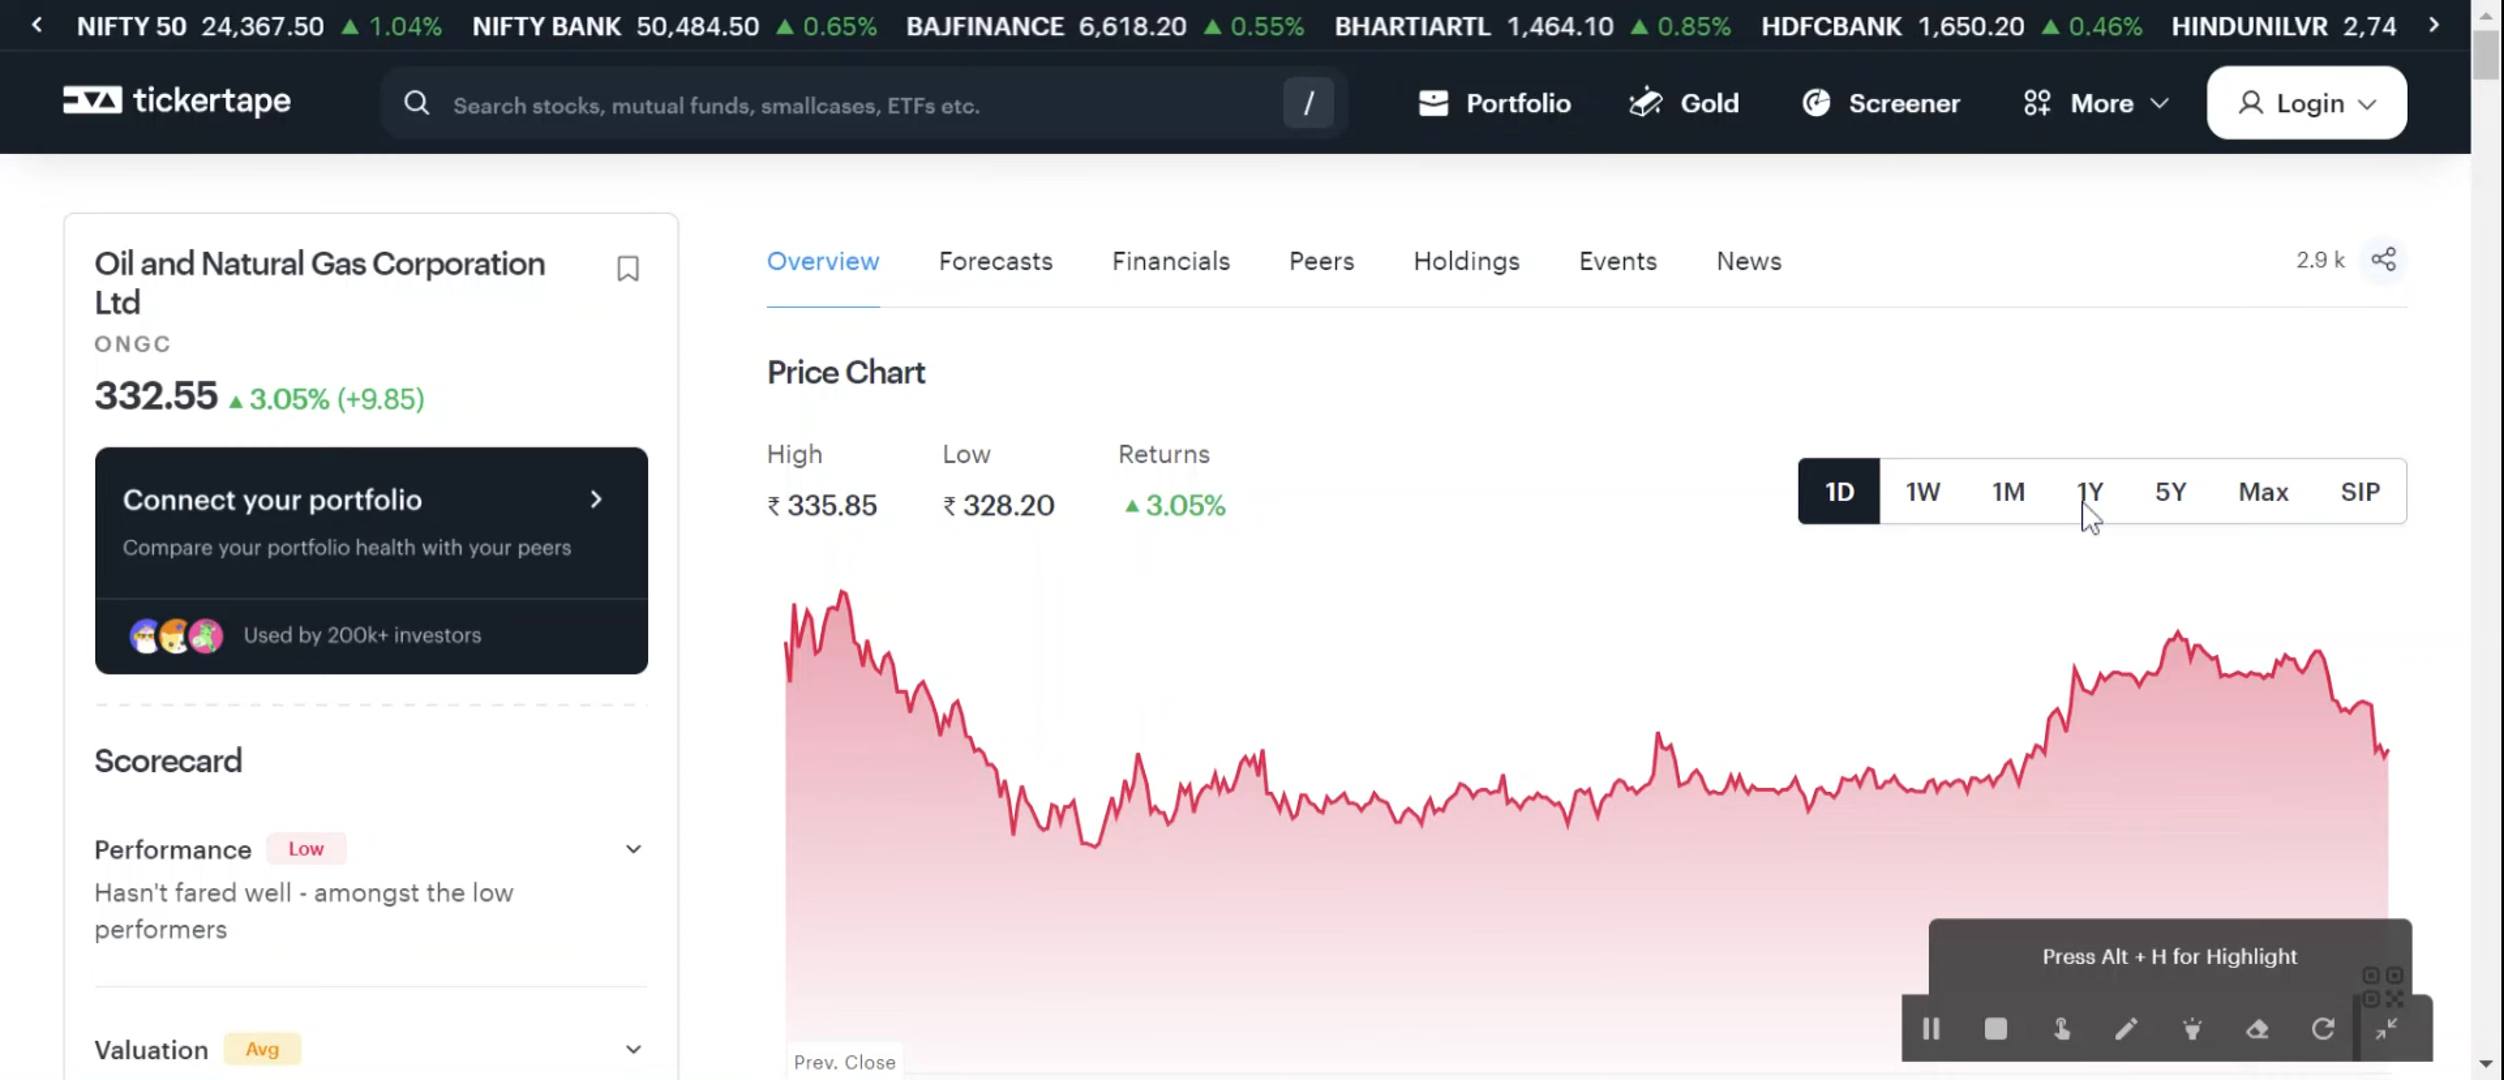 NIFTY 50 24,367.50 ▲ 1.04% NIFTY BANK 50,484.50 ▲ 0.65% BAJFINANCE 6,618.20 ▲ 0.55% BHARTIARTL 1,464.10 ▲ 0.85% HDFCBANK 1,650.20 ▲ 0.46% HINDUNILVR 2,74
tickertape
Search stocks, mutual funds, smallcases, ETFs etc. /
Portfolio Gold Screener More Login
Oil and Natural Gas Corporation
Ltd
ONGC
332.55 ▲ 3.05% (+9.85)
Connect your portfolio
Compare your portfolio health with your peers
Used by 200k+ investors
Scorecard
Performance Low
Hasn't fared well - amongst the low
performers
Valuation Avg
Overview Forecasts Financials Peers Holdings Events News 2.9 k
Price Chart
High Low Returns
₹ 335.85 ₹ 328.20 ▲ 3.05%
1D 1W 1M 1Y 5Y Max SIP
Prev. Close
Press Alt + H for Highlight